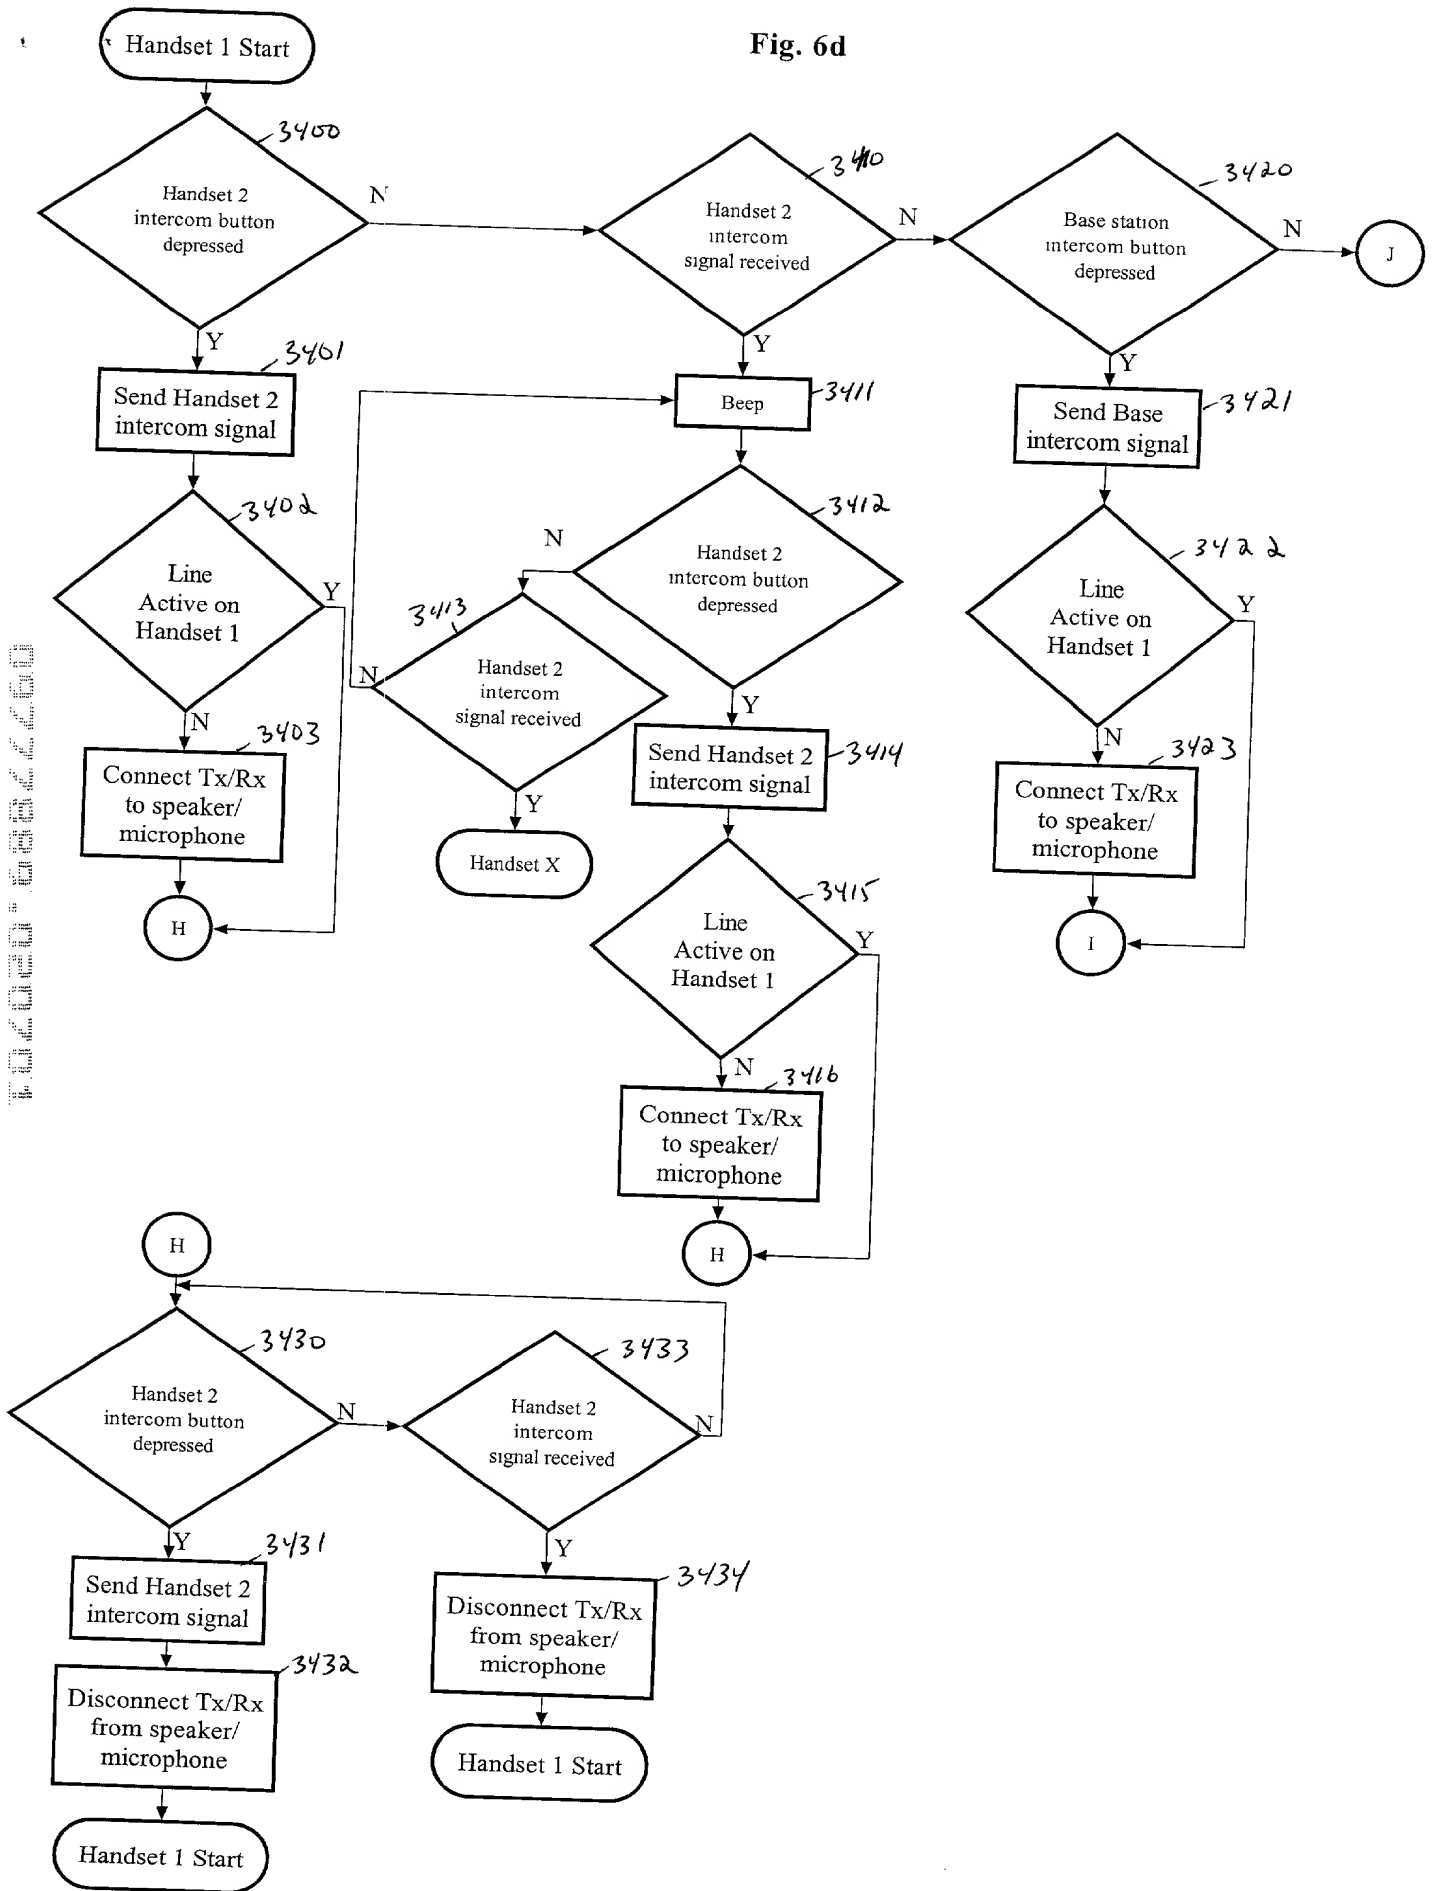 Fig. 6d
Handset 1 Start
3400
Handset 2
intercom button
depressed
N
Y
3401
Send Handset 2
intercom signal
3402
Line
Active on
Handset 1
Y
N
3403
Connect Tx/Rx
to speaker/
microphone
H
3410
Handset 2
intercom
signal received
N
Y
3411
Beep
3412
Handset 2
intercom button
depressed
N
Y
3413
Handset 2
intercom
signal received
N
Y
Handset X
3414
Send Handset 2
intercom signal
3415
Line
Active on
Handset 1
Y
N
3416
Connect Tx/Rx
to speaker/
microphone
H
3420
Base station
intercom button
depressed
N
J
Y
3421
Send Base
intercom signal
3422
Line
Active on
Handset 1
Y
N
3423
Connect Tx/Rx
to speaker/
microphone
I
H
3430
Handset 2
intercom button
depressed
N
Y
3431
Send Handset 2
intercom signal
3432
Disconnect Tx/Rx
from speaker/
microphone
Handset 1 Start
3433
Handset 2
intercom
signal received
N
Y
3434
Disconnect Tx/Rx
from speaker/
microphone
Handset 1 Start